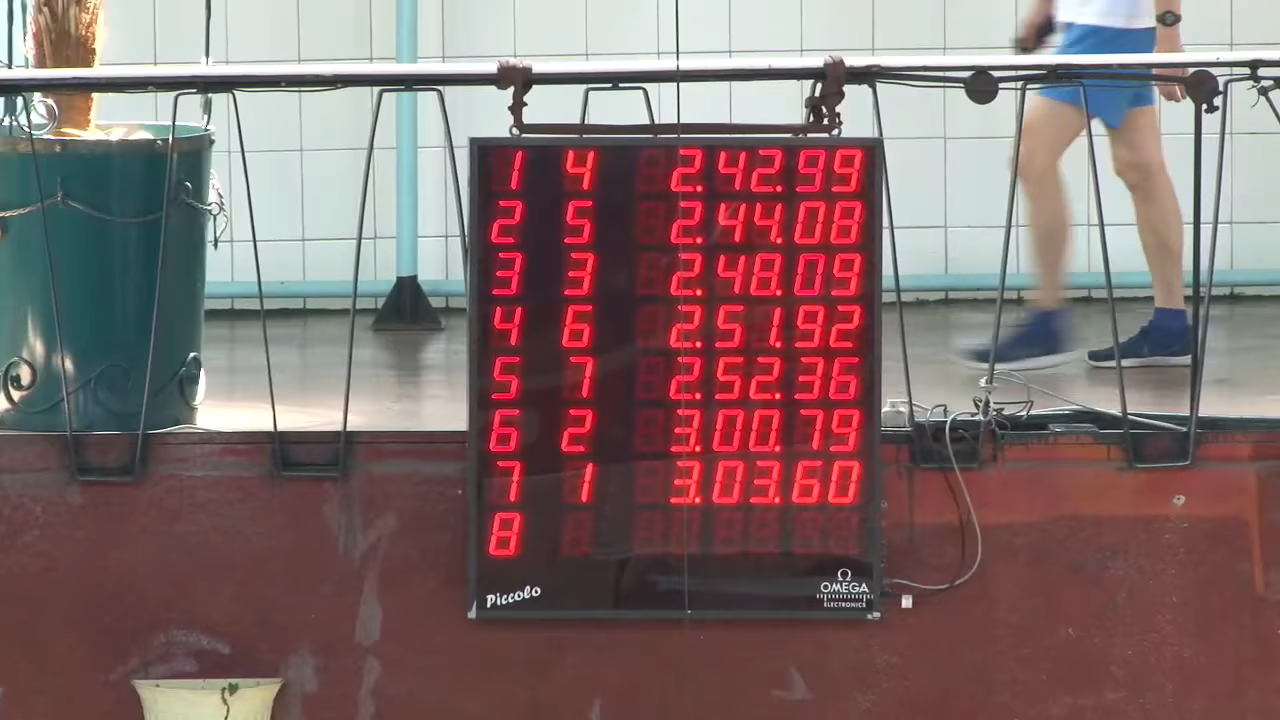 1 4 2.42.99
2 5 2.44.08
3 3 2.48.09
4 6 2.51.92
5 7 2.52.36
6 2 3.00.79
7 1 3.03.60
8
Piccolo
Ω
OMEGA
ELECTRONICS